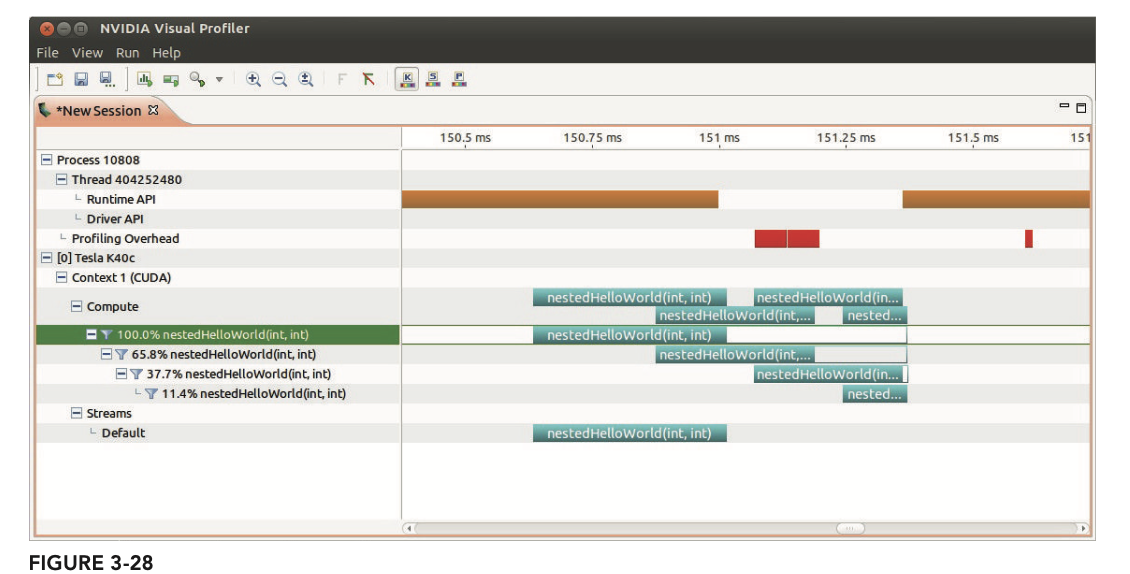 NVIDIA Visual Profiler
File View Run Help
F K S P
*New Session
150.5 ms 150.75 ms 151 ms 151.25 ms 151.5 ms 151
Process 10808
Thread 404252480
Runtime API
Driver API
Profiling Overhead
[0] Tesla K40c
Context 1 (CUDA)
Compute
nestedHelloWorld(int, int) nestedHelloWorld(in...
nestedHelloWorld(int,... nested...
100.0% nestedHelloWorld(int, int) nestedHelloWorld(int, int)
65.8% nestedHelloWorld(int, int) nestedHelloWorld(int,...
37.7% nestedHelloWorld(int, int) nestedHelloWorld(in...
11.4% nestedHelloWorld(int, int) nested...
Streams
Default nestedHelloWorld(int, int)
FIGURE 3-28